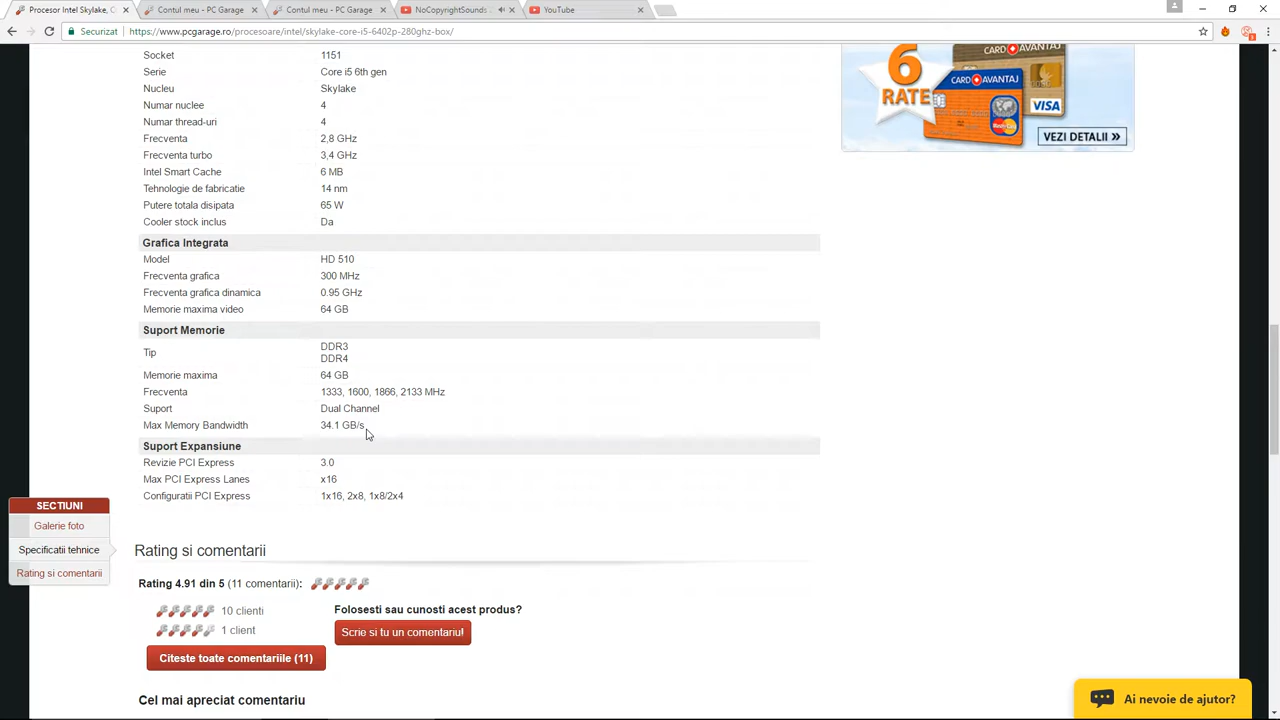 Procesor Intel Skylake, C
Contul meu - PC Garage
Contul meu - PC Garage
NoCopyrightSounds
YouTube
Securizat
https://www.pcgarage.ro/procesoare/intel/skylake-core-i5-6402p-280ghz-box/
Socket 1151
Serie Core i5 6th gen
Nucleu Skylake
Numar nuclee 4
Numar thread-uri 4
Frecventa 2,8 GHz
Frecventa turbo 3,4 GHz
Intel Smart Cache 6 MB
Tehnologie de fabricatie 14 nm
Putere totala disipata 65 W
Cooler stock inclus Da
Grafica Integrata
Model HD 510
Frecventa grafica 300 MHz
Frecventa grafica dinamica 0.95 GHz
Memorie maxima video 64 GB
Suport Memorie
Tip DDR3
DDR4
Memorie maxima 64 GB
Frecventa 1333, 1600, 1866, 2133 MHz
Suport Dual Channel
Max Memory Bandwidth 34.1 GB/s
Suport Expansiune
Revizie PCI Express 3.0
Max PCI Express Lanes x16
Configuratii PCI Express 1x16, 2x8, 1x8/2x4
SECTIUNI
Galerie foto
Specificatii tehnice
Rating si comentarii
Rating si comentarii
Rating 4.91 din 5 (11 comentarii):
10 clienti
1 client
Folosesti sau cunosti acest produs?
Scrie si tu un comentariu!
Citeste toate comentariile (11)
Cel mai apreciat comentariu
6
RATE
CARD AVANTAJ
CARD AVANTAJ
VISA
MasterCard
VEZI DETALII »
Ai nevoie de ajutor?